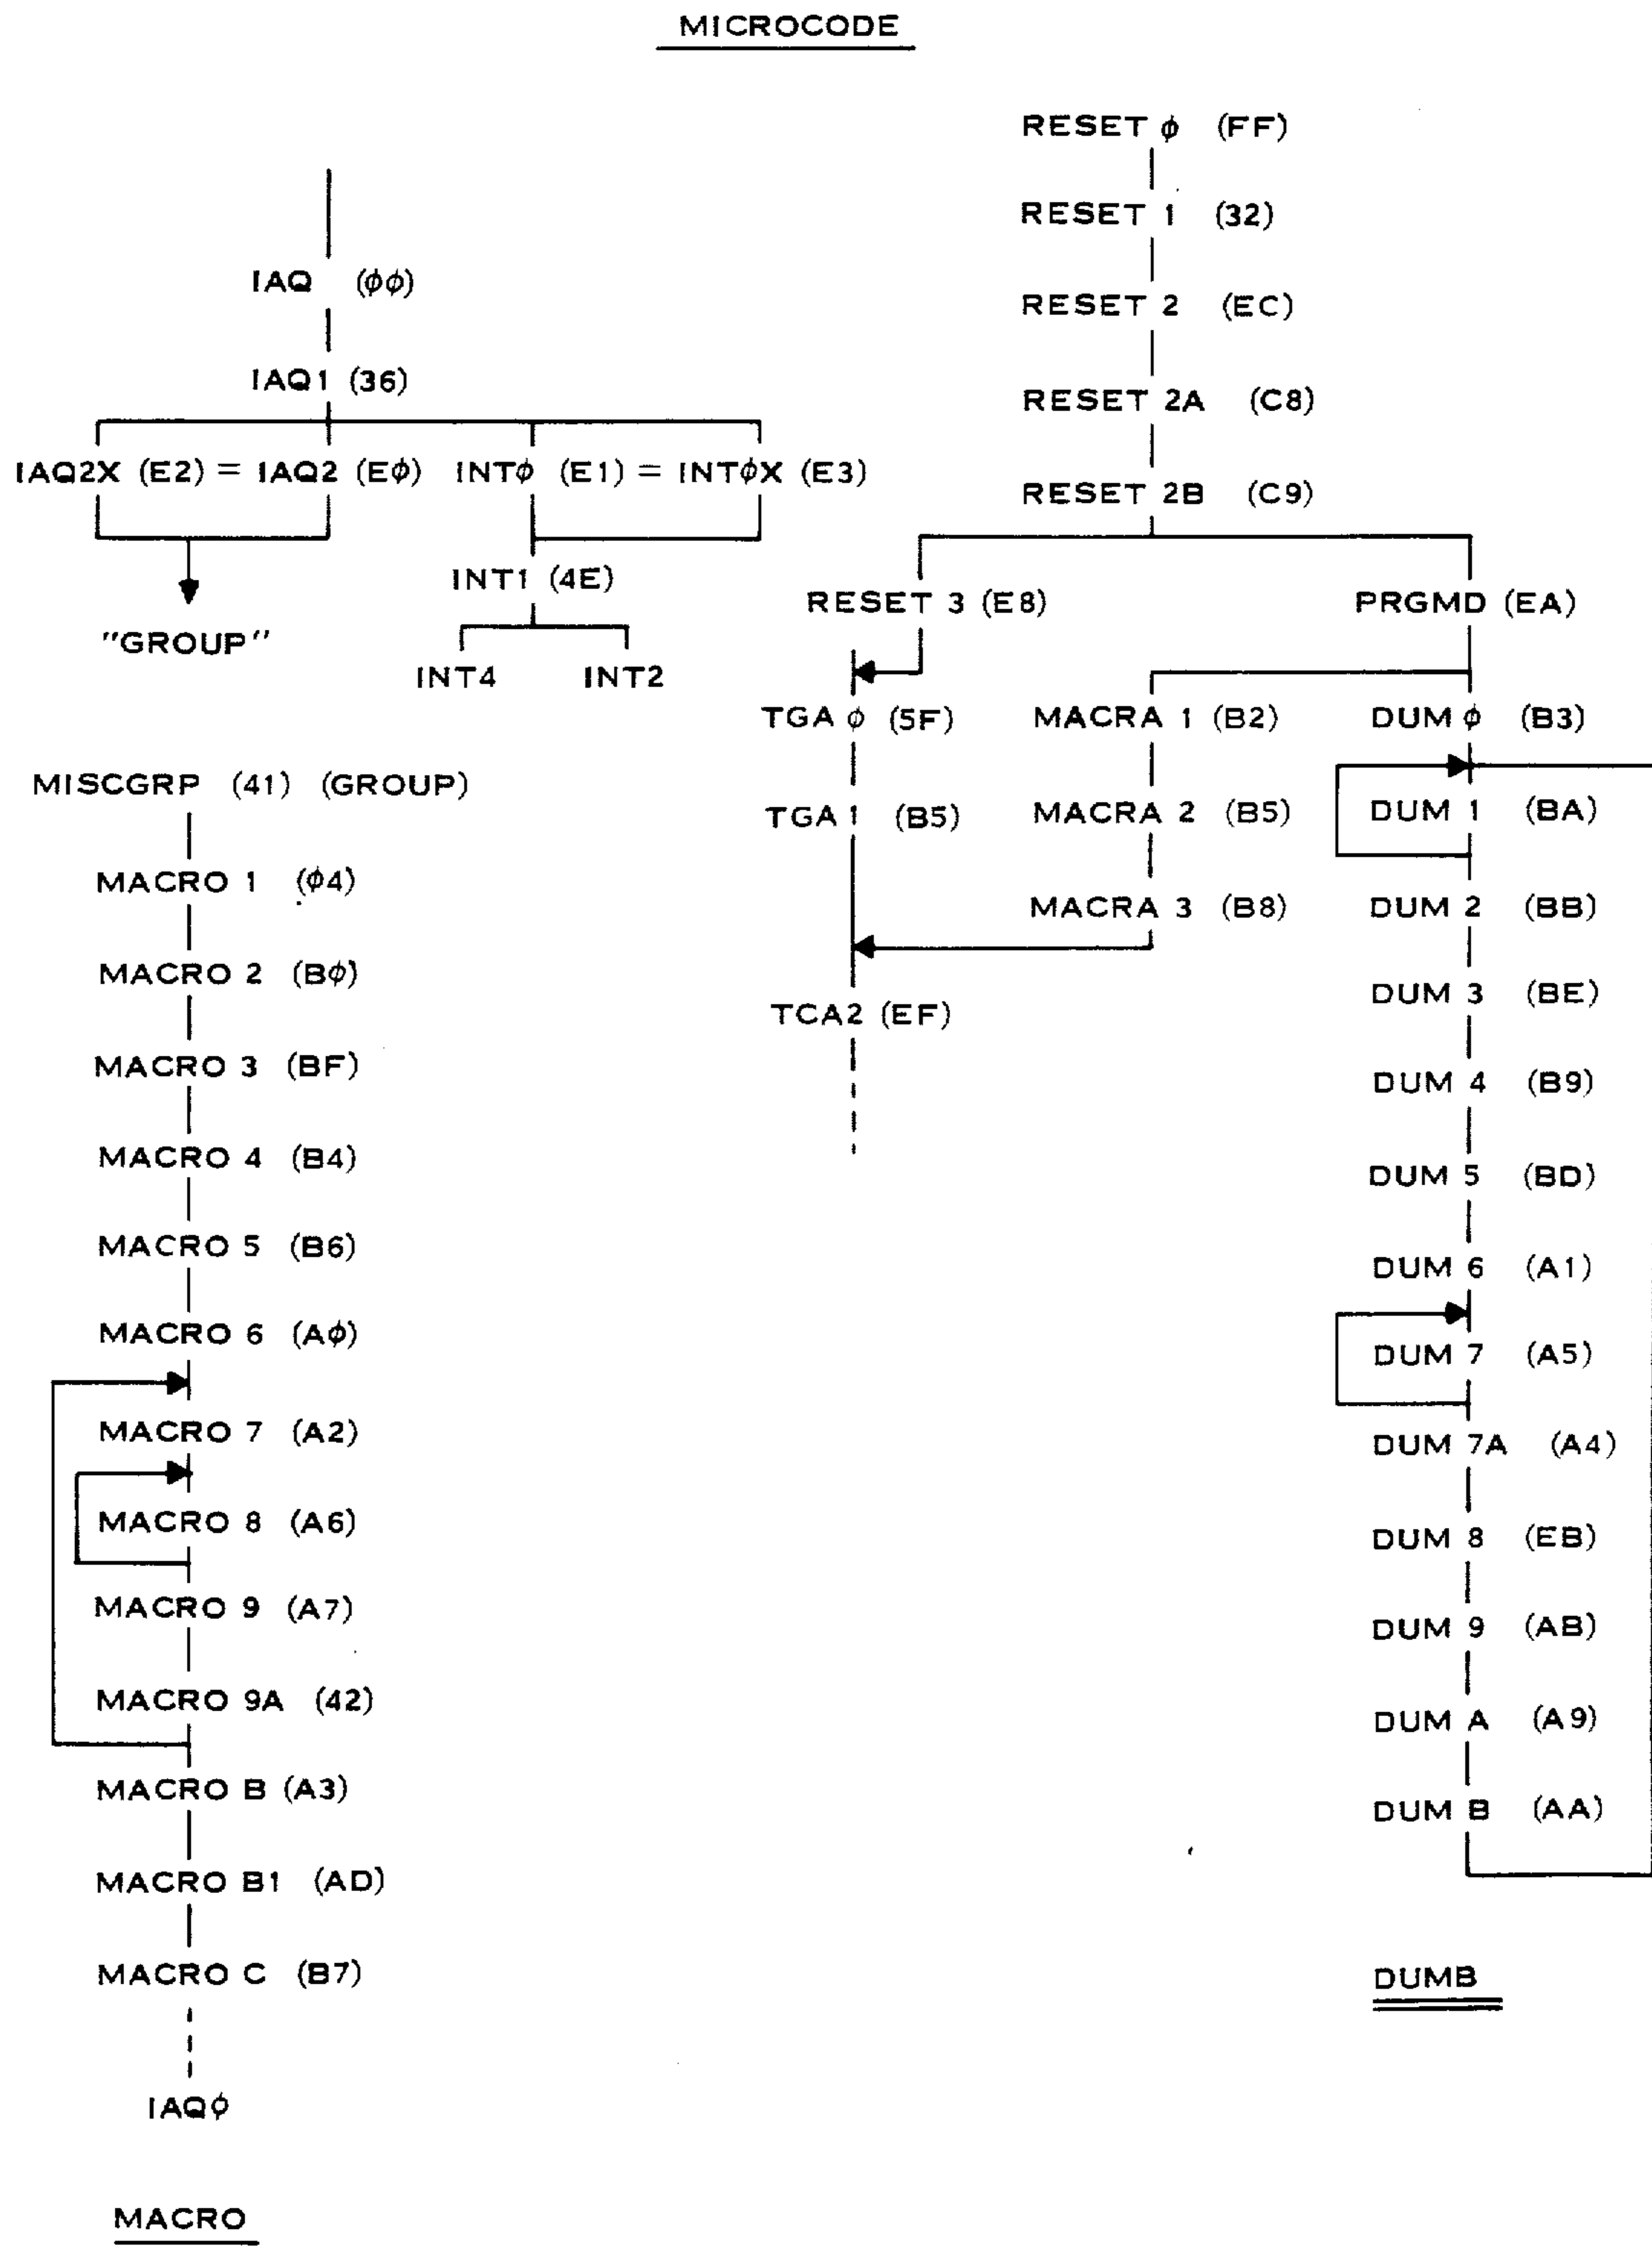 MICROCODE
RESET ϕ (FF)
RESET 1 (32)
RESET 2 (EC)
RESET 2A (C8)
RESET 2B (C9)
IAQ (ϕϕ)
IAQ1 (36)
IAQ2X (E2) = IAQ2 (Eϕ) INTϕ (E1) = INTϕX (E3)
INT1 (4E)
"GROUP"
INT4 INT2
RESET 3 (E8) PRGMD (EA)
TGA ϕ (5F) MACRA 1 (B2) DUM ϕ (B3)
TGA 1 (B5) MACRA 2 (B5) DUM 1 (BA)
MACRA 3 (B8) DUM 2 (BB)
TCA2 (EF) DUM 3 (BE)
DUM 4 (B9)
DUM 5 (BD)
DUM 6 (A1)
DUM 7 (A5)
DUM 7A (A4)
DUM 8 (EB)
DUM 9 (AB)
DUM A (A9)
DUM B (AA)
DUMB
MISCGRP (41) (GROUP)
MACRO 1 (ϕ4)
MACRO 2 (Bϕ)
MACRO 3 (BF)
MACRO 4 (B4)
MACRO 5 (B6)
MACRO 6 (Aϕ)
MACRO 7 (A2)
MACRO 8 (A6)
MACRO 9 (A7)
MACRO 9A (42)
MACRO B (A3)
MACRO B1 (AD)
MACRO C (B7)
IAQϕ
MACRO